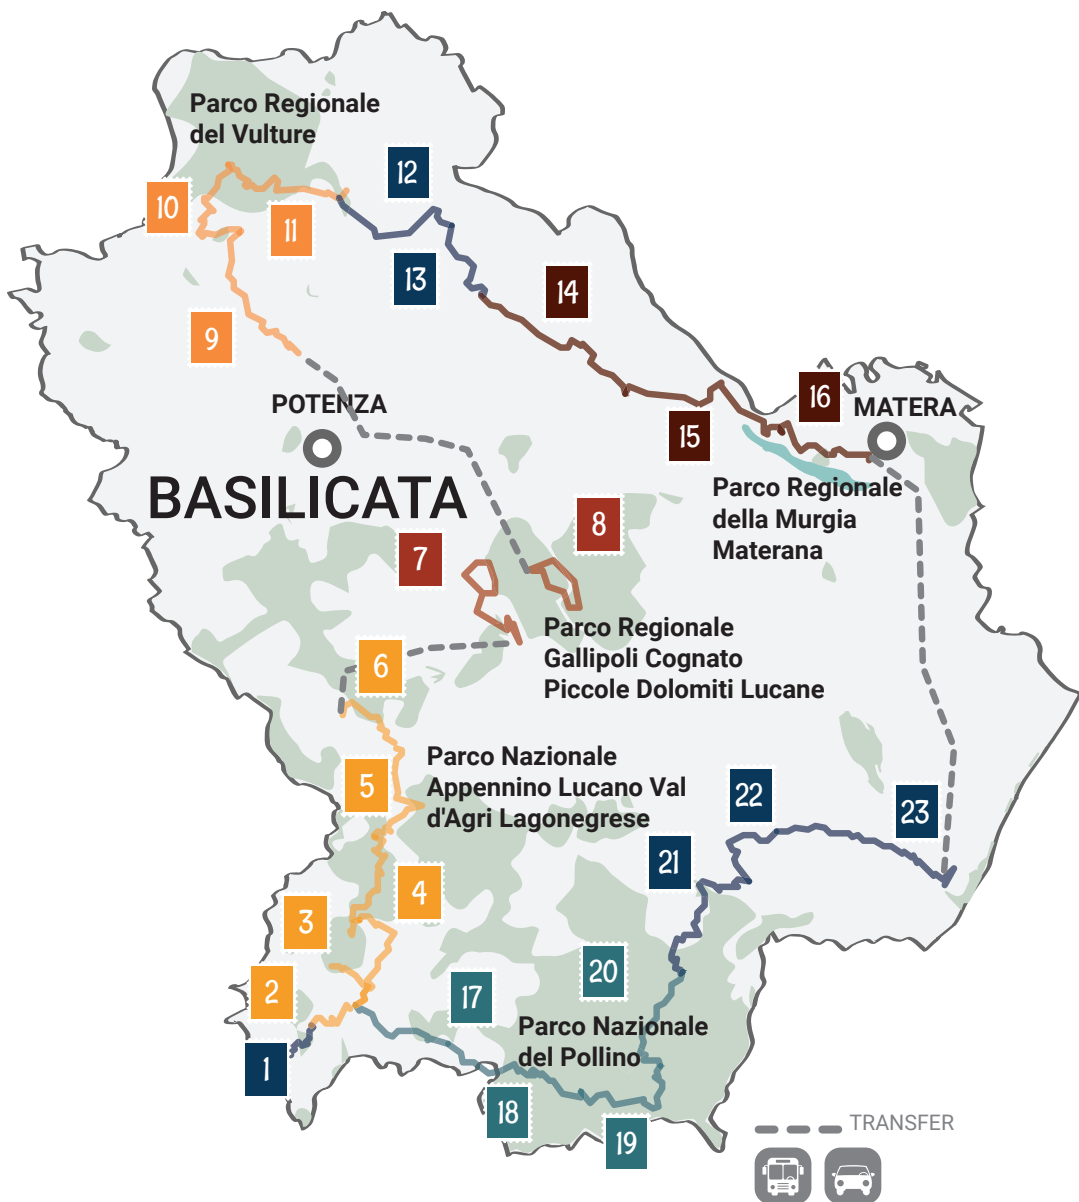 Parco Regionale
del Vulture
12
10
11
13
14
9
16
POTENZA
MATERA
15
BASILICATA
Parco Regionale
della Murgia
Materana
8
7
Parco Regionale
Gallipoli Cognato
Piccole Dolomiti Lucane
6
Parco Nazionale
Appennino Lucano Val
d'Agri Lagonegrese
5
22
23
21
4
3
20
2
17
Parco Nazionale
del Pollino
1
18
19
TRANSFER